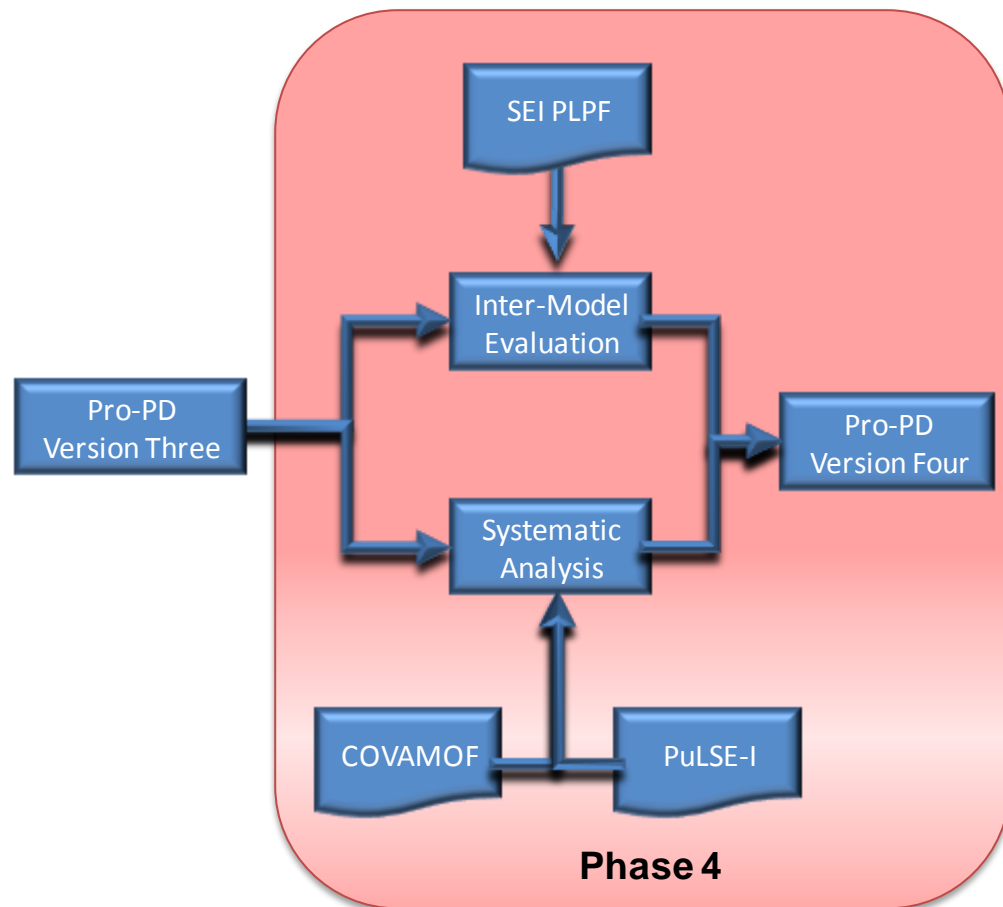 SEI PLPF
Inter-Model
Evaluation
Pro-PD
Version Three
Pro-PD
Version Four
Systematic
Analysis
COVAMOF
PuLSE-I
Phase 4